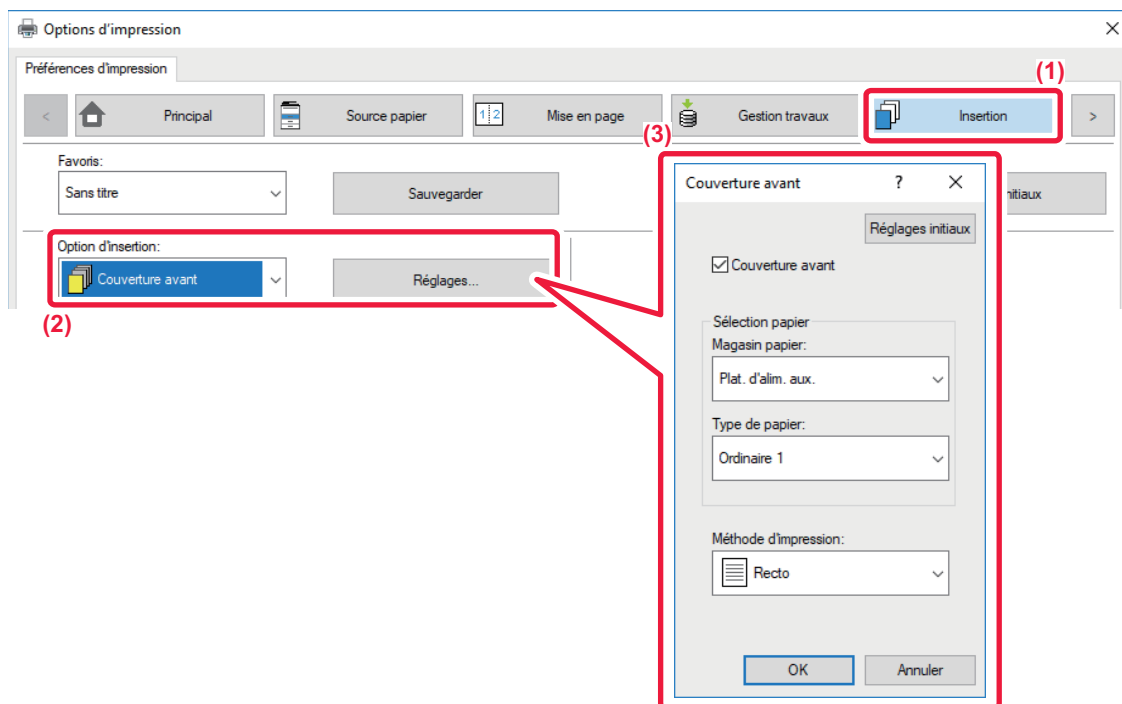 Options d'impression
Préférences d'impression
(1)
< Principal Source papier 1 2 Mise en page Gestion travaux Insertion >
(3)
Favoris:
Sans titre Sauvegarder
Option d'insertion:
Couverture avant Réglages...
(2)
Couverture avant ?
Réglages initiaux
Couverture avant
Sélection papier
Magasin papier:
Plat. d'alim. aux.
Type de papier:
Ordinaire 1
Méthode d'impression:
Recto
OK Annuler